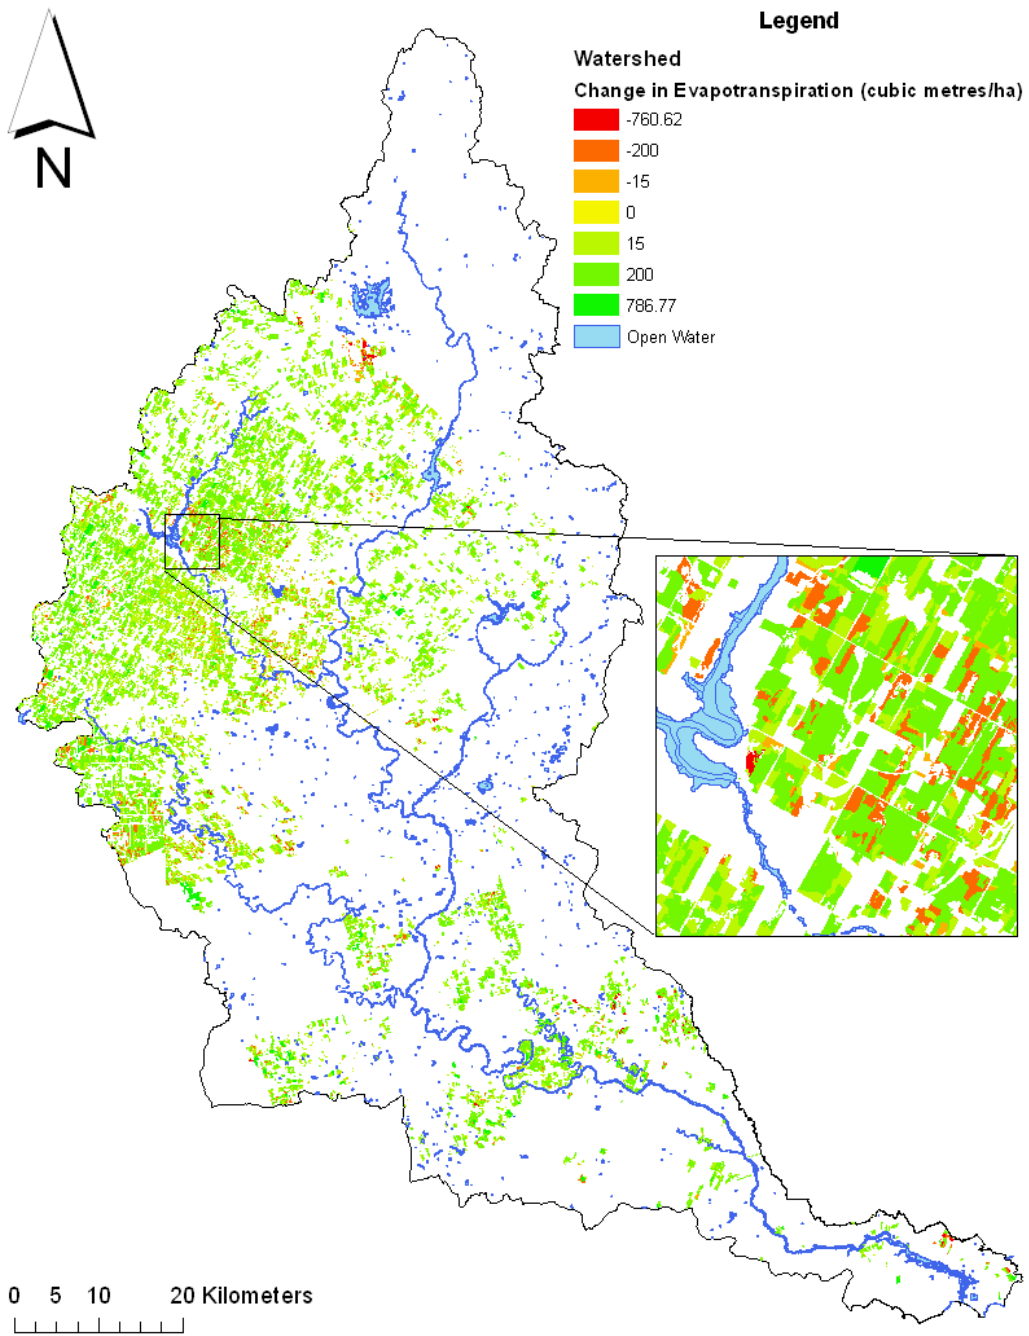 Legend
Watershed
Change in Evapotranspiration (cubic metres/ha)
-760.62
-200
-15
0
15
200
786.77
Open Water
N
0 5 10 20 Kilometers